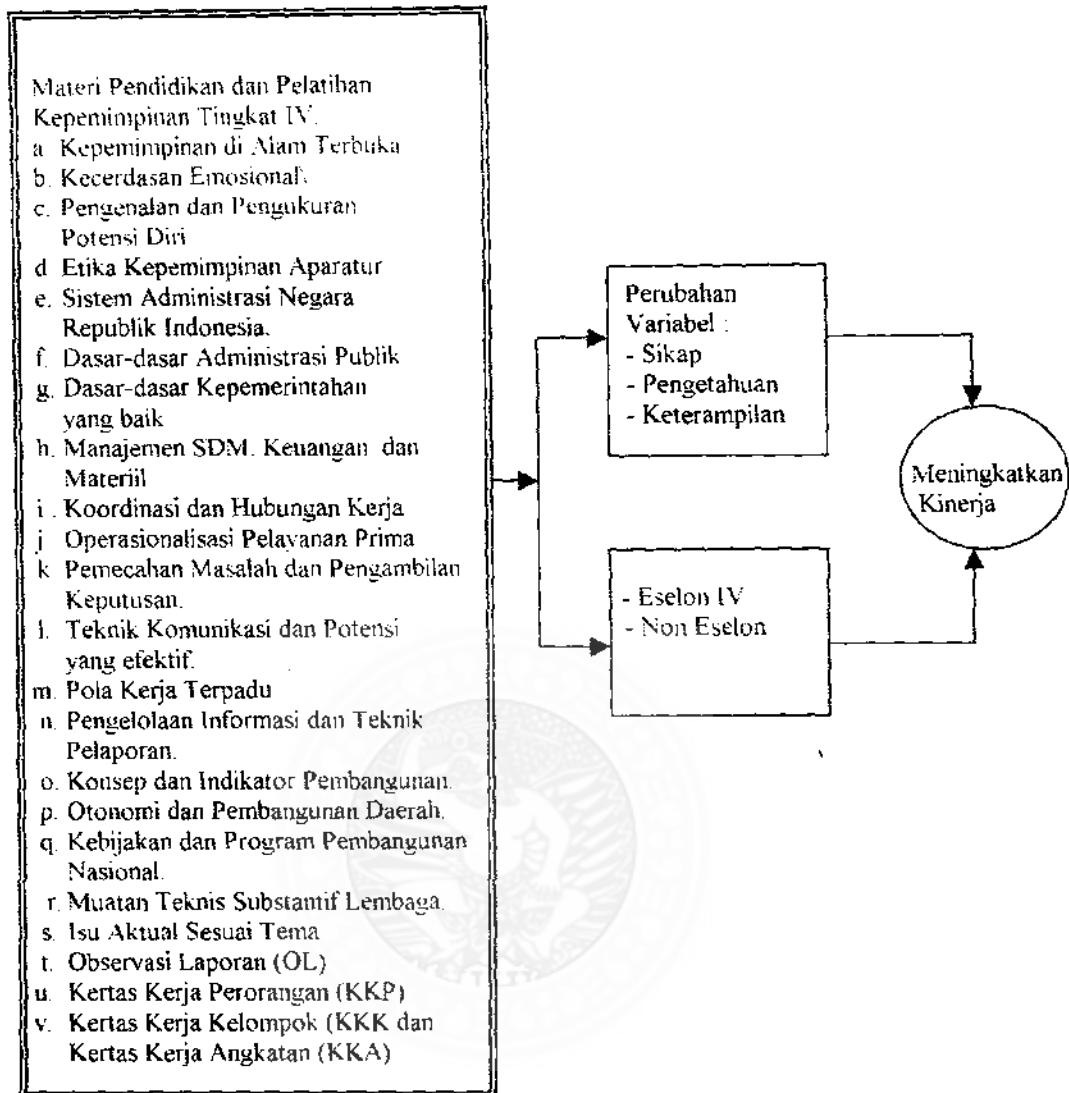 Materi Pendidikan dan Pelatihan
Kepemimpinan Tingkat IV.
a Kepemimpinan di Alam Terbuka
b. Kecerdasan Emosional.
c. Pengenalan dan Pengukuran
Potensi Diri
d Etika Kepemimpinan Aparatur
e. Sistem Administrasi Negara
Republik Indonesia.
f. Dasar-dasar Administrasi Publik
g. Dasar-dasar Kepemerintahan
yang baik
h. Manajemen SDM. Keuangan dan
Materiil
i . Koordinasi dan Hubungan Kerja
j Operasionalisasi Pelayanan Prima
k Pemecahan Masalah dan Pengambilan
Keputusan.
l. Teknik Komunikasi dan Potensi
yang efektif.
m. Pola Kerja Terpadu
n. Pengelolaan Informasi dan Teknik
Pelaporan.
o. Konsep dan Indikator Pembangunan.
p. Otonomi dan Pembangunan Daerah.
q. Kebijakan dan Program Pembangunan
Nasional.
r. Muatan Teknis Substantif Lembaga.
s. Isu Aktual Sesuai Tema
t. Observasi Laporan (OL)
u. Kertas Kerja Perorangan (KKP)
v. Kertas Kerja Kelompok (KKK dan
Kertas Kerja Angkatan (KKA)
Perubahan
Variabel :
- Sikap
- Pengetahuan
- Keterampilan
- Eselon IV
- Non Eselon
Meningkatkan
Kinerja